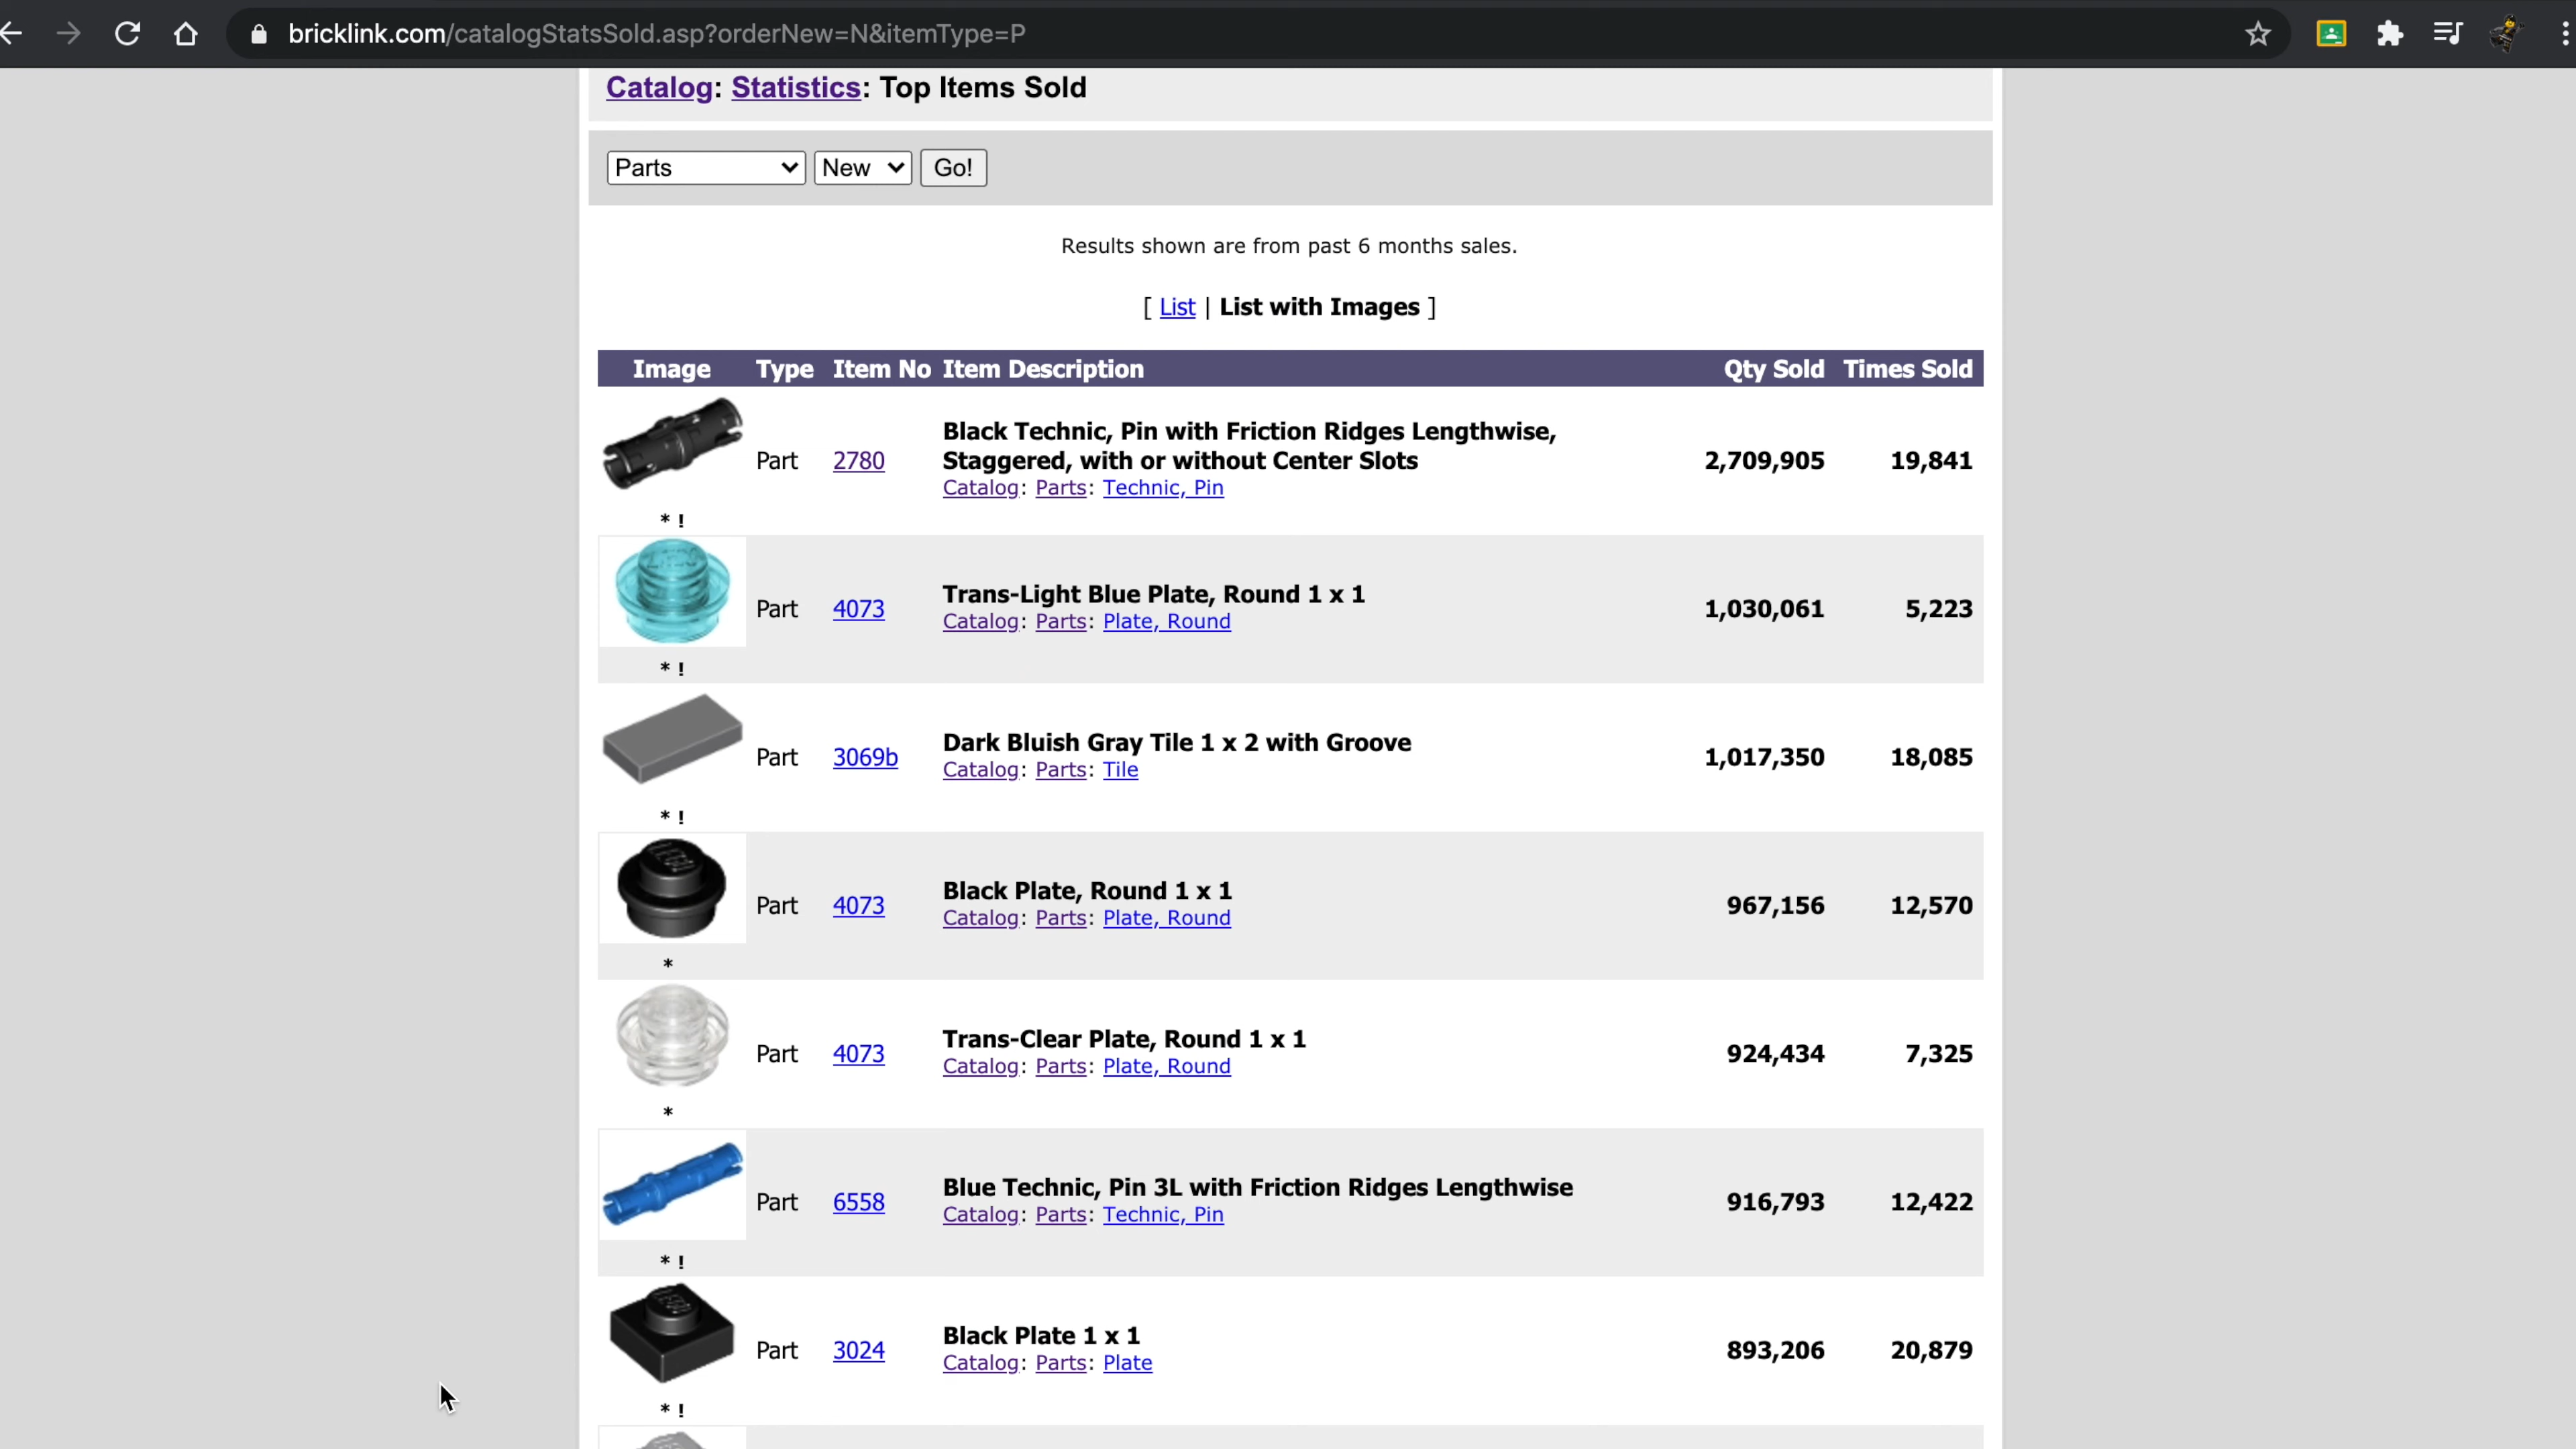 bricklink.com/catalogStatsSold.asp?orderNew=N&itemType=P
Catalog: Statistics: Top Items Sold
Parts New Go!
Results shown are from past 6 months sales.
[ List | List with Images ]
Image Type Item No Item Description Qty Sold Times Sold
Black Technic, Pin with Friction Ridges Lengthwise,
Part 2780 Staggered, with or without Center Slots 2,709,905 19,841
Catalog: Parts: Technic, Pin
* !
Trans-Light Blue Plate, Round 1 x 1
Part 4073 1,030,061 5,223
Catalog: Parts: Plate, Round
* !
Dark Bluish Gray Tile 1 x 2 with Groove
Part 3069b 1,017,350 18,085
Catalog: Parts: Tile
* !
LEGO
Black Plate, Round 1 x 1
Part 4073 967,156 12,570
Catalog: Parts: Plate, Round
*
Trans-Clear Plate, Round 1 x 1
Part 4073 924,434 7,325
Catalog: Parts: Plate, Round
*
Blue Technic, Pin 3L with Friction Ridges Lengthwise
Part 6558 916,793 12,422
Catalog: Parts: Technic, Pin
* !
LEGO
Black Plate 1 x 1
Part 3024 893,206 20,879
Catalog: Parts: Plate
* !